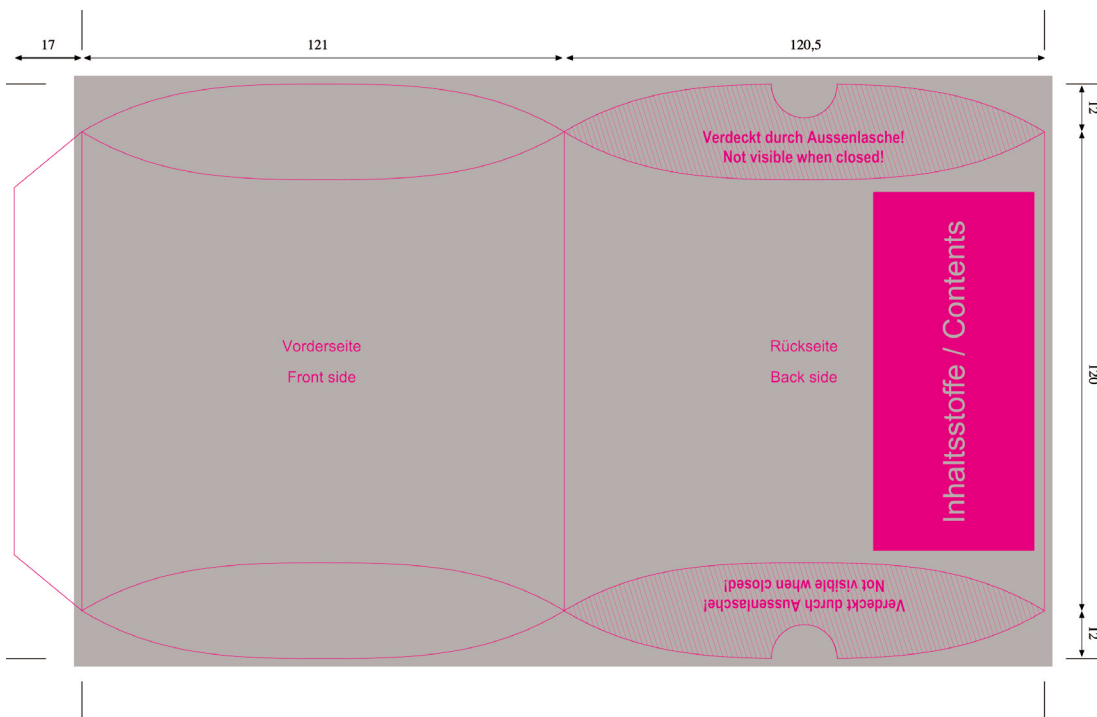 17
121
120,5
12
Verdeckt durch Aussenlasche!
Not visible when closed!
Inhaltsstoffe / Contents
Vorderseite
Front side
Rückseite
Back side
120
Verdeckt durch Aussenlasche!
Not visible when closed!
12